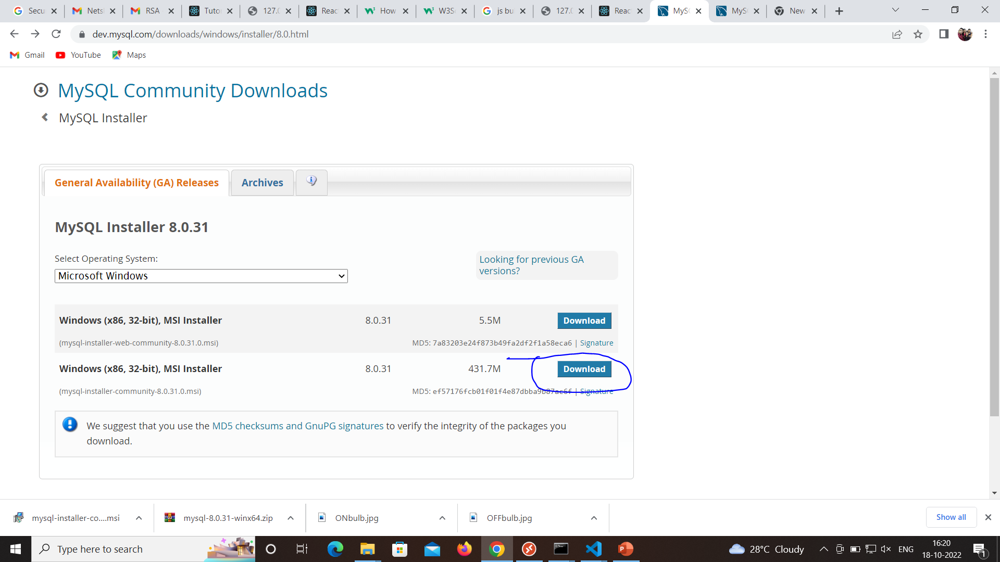 Secu
Nets
RSA
Tuto
127.0
Reac
How
W3S
js bu
127.0
Reac
MyS
MyS
New
dev.mysql.com/downloads/windows/installer/8.0.html
Gmail
YouTube
Maps
MySQL Community Downloads
MySQL Installer
General Availability (GA) Releases
Archives
MySQL Installer 8.0.31
Select Operating System:
Looking for previous GA
versions?
Microsoft Windows
Windows (x86, 32-bit), MSI Installer 8.0.31 5.5M Download
(mysql-installer-web-community-8.0.31.0.msi) MD5: 7a83203e24f873b49fa2df2f1a58eca6 | Signature
Windows (x86, 32-bit), MSI Installer 8.0.31 431.7M Download
(mysql-installer-community-8.0.31.0.msi) MD5: ef57176fcb01f01f4e87dbba9b87ac6f | Signature
We suggest that you use the MD5 checksums and GnuPG signatures to verify the integrity of the packages you
download.
mysql-installer-co....msi
mysql-8.0.31-winx64.zip
ONbulb.jpg
OFFbulb.jpg
Show all
Type here to search
28°C Cloudy
ENG
16:20
18-10-2022
1